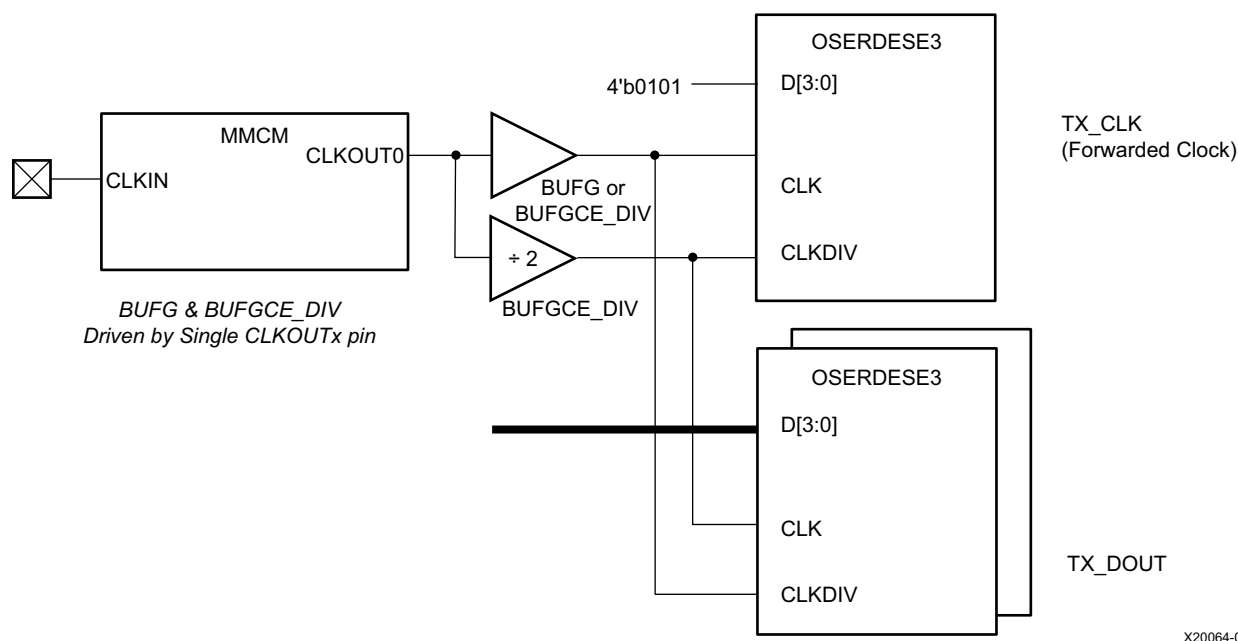 OSERDESE3
4'b0101
D[3:0]
MMCM
CLKOUT0
CLKIN
TX_CLK
(Forwarded Clock)
BUFG or
BUFGCE_DIV
CLK
÷ 2
CLKDIV
BUFGCE_DIV
BUFG & BUFGCE_DIV
Driven by Single CLKOUTx pin
OSERDESE3
D[3:0]
CLK
TX_DOUT
CLKDIV